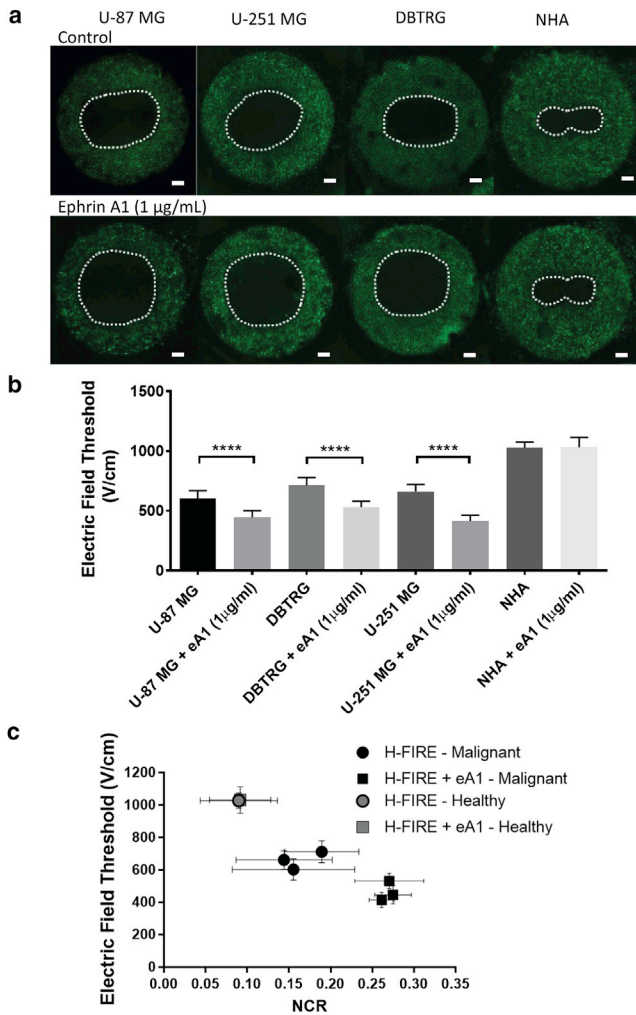 a
U-87 MG U-251 MG DBTRG NHA
Control
Ephrin A1 (1 µg/mL)
b
Electric Field Threshold
(V/cm)
1500
1000
500
0
****
****
****
U-87 MG
U-87 MG + eA1 (1µg/ml)
DBTRG
DBTRG + eA1 (1µg/ml)
U-251 MG
U-251 MG + eA1 (1µg/ml)
NHA
NHA + eA1 (1µg/ml)
c
H-FIRE - Malignant
H-FIRE + eA1 - Malignant
H-FIRE - Healthy
H-FIRE + eA1 - Healthy
Electric Field Threshold (V/cm)
1200
1000
800
600
400
200
0
0.00 0.05 0.10 0.15 0.20 0.25 0.30 0.35
NCR